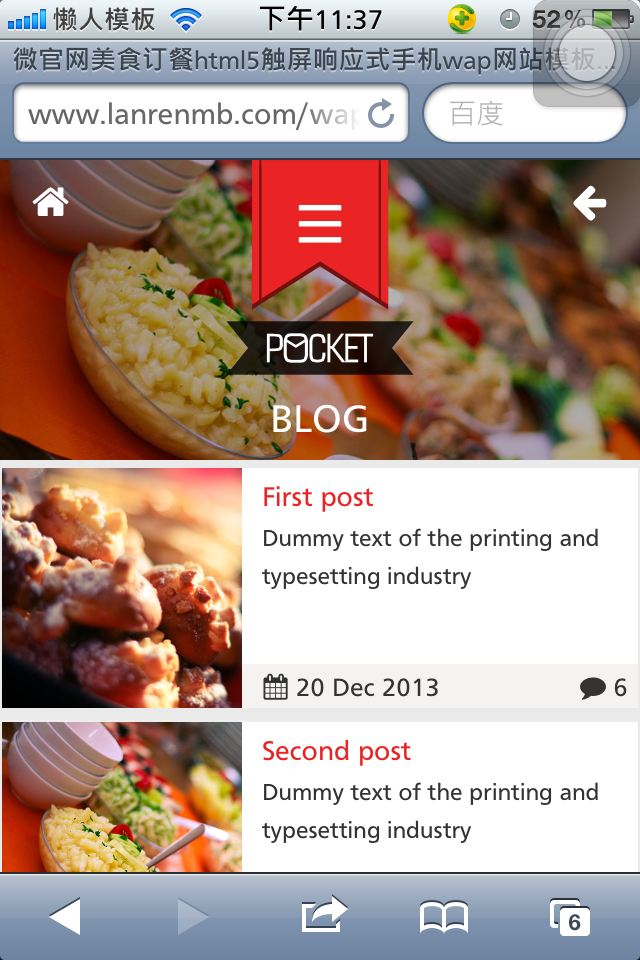 懒人模板 下午11:37 52%
微官网美食订餐html5触屏响应式手机wap网站模板...
www.lanrenmb.com/wap 百度
POCKET
BLOG
First post
Dummy text of the printing and
typesetting industry
20 Dec 2013 6
Second post
Dummy text of the printing and
typesetting industry
6